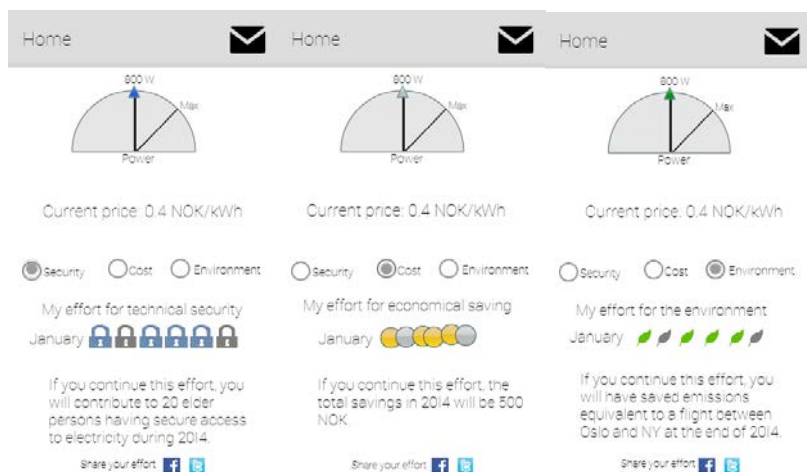 Home
800 W
Max
Power
Current price: 0.4 NOK/kWh
Security Cost Environment
My effort for technical security
January
If you continue this effort, you
will contribute to 20 elder
persons having secure access
to electricity during 2014.
Share your effort
Home
800 W
Max
Power
Current price: 0.4 NOK/kWh
Security Cost Environment
My effort for economical saving
January
If you continue this effort, the
total savings in 2014 will be 500
NOK
Share your effort
Home
800 W
Max
Power
Current price: 0.4 NOK/kWh
Security Cost Environment
My effort for the environment
January
If you continue this effort, you
will have saved emissions
equivalent to a flight between
Oslo and NY at the end of 2014.
Share your effort